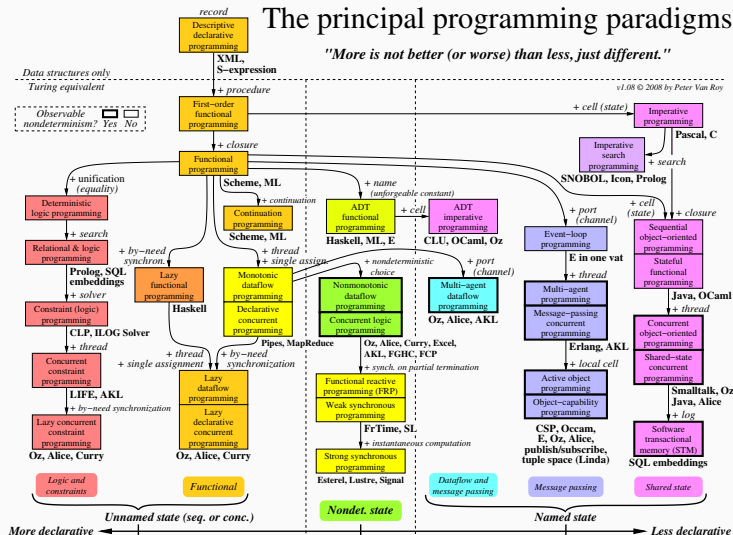 The principal programming paradigms
"More is not better (or worse) than less, just different."
record
Descriptive
declarative
programming
XML,
S−expression
Data structures only
Turing equivalent
v1.08 © 2008 by Peter Van Roy
+ procedure
Observable
nondeterminism?
Yes
No
First−order
functional
programming
+ cell (state)
Imperative
programming
Pascal, C
+ closure
Imperative
search
programming
+ search
SNOBOL, Icon, Prolog
Functional
programming
Scheme, ML
+ unification
(equality)
Deterministic
logic programming
+ search
Relational & logic
programming
Prolog, SQL
embeddings
+ solver
Constraint (logic)
programming
CLP, ILOG Solver
+ thread
Concurrent
constraint
programming
LIFE, AKL
+ by−need synchronization
Lazy concurrent
constraint
programming
Oz, Alice, Curry
+ continuation
Continuation
programming
Scheme, ML
+ by−need
synchron.
Lazy
functional
programming
Haskell
+ thread
+ single assign.
Monotonic
dataflow
programming
Declarative
concurrent
programming
Pipes, MapReduce
+ thread
+ single assignment
+ by−need
synchronization
Lazy
dataflow
programming
Lazy
declarative
concurrent
programming
Oz, Alice, Curry
+ name
(unforgeable constant)
ADT
functional
programming
Haskell, ML, E
+ cell
ADT
imperative
programming
CLU, OCaml, Oz
+ nondeterministic
choice
Nonmonotonic
dataflow
programming
Concurrent logic
programming
Oz, Alice, Curry, Excel,
AKL, FGHC, FCP
+ synch. on partial termination
Functional reactive
programming (FRP)
Weak synchronous
programming
FrTime, SL
+ instantaneous computation
Strong synchronous
programming
Esterel, Lustre, Signal
+ port
(channel)
Multi−agent
dataflow
programming
Oz, Alice, AKL
+ port
(channel)
Event−loop
programming
E in one vat
+ thread
Multi−agent
programming
Message−passing
concurrent
programming
Erlang, AKL
+ local cell
Active object
programming
Object−capability
programming
CSP, Occam,
E, Oz, Alice,
publish/subscribe,
tuple space (Linda)
+ cell
(state)
+ closure
Sequential
object−oriented
programming
Stateful
functional
programming
Java, OCaml
+ thread
Concurrent
object−oriented
programming
Shared−state
concurrent
programming
Smalltalk, Oz
Java, Alice
+ log
Software
transactional
memory (STM)
SQL embeddings
Logic and
constraints
Functional
Nondet. state
Dataflow and
message passing
Message passing
Shared state
Unnamed state (seq. or conc.)
Named state
More declarative
Less declarative